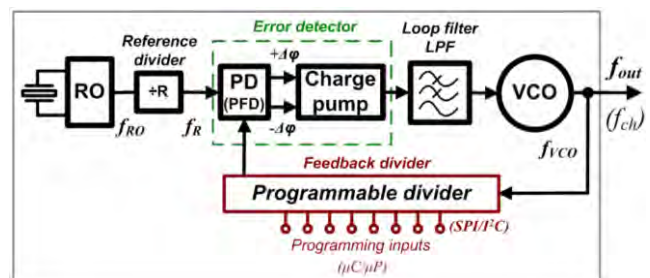 Error detector
Reference
divider
Loop filter
LPF
RO
÷R
PD
(PFD)
+Δφ
-Δφ
Charge
pump
VCO
f_out
(f_ch)
f_RO
f_R
f_VCO
Feedback divider
Programmable divider
(SPI/I²C)
Programming inputs
(μC/μP)